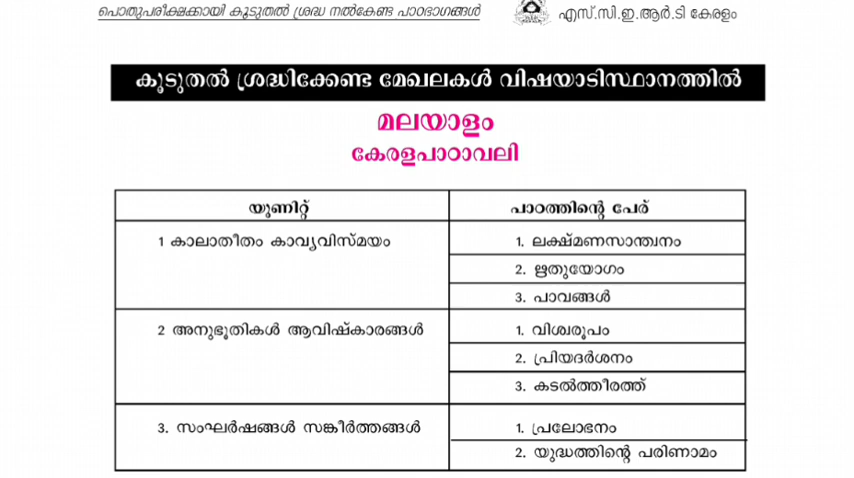 പൊതുപരീക്ഷക്കായി കൂടുതൽ ശ്രദ്ധ നൽകേണ്ട പാഠഭാഗങ്ങൾ
എസ്.സി.ഇ.ആർ.ടി കേരളം
കൂടുതൽ ശ്രദ്ധിക്കേണ്ട മേഖലകൾ വിഷയാടിസ്ഥാനത്തിൽ
മലയാളം
കേരളപാഠാവലി
യൂണിറ്റ്
പാഠത്തിന്റെ പേര്
1 കാലാതീതം കാവ്യവിസ്മയം
1. ലക്ഷ്മണസാന്ത്വനം
2. ഋതുയോഗം
3. പാവങ്ങൾ
2 അനുഭൂതികൾ ആവിഷ്കാരങ്ങൾ
1. വിശ്വരൂപം
2. പ്രിയദർശനം
3. കടൽത്തീരത്ത്
3. സംഘർഷങ്ങൾ സങ്കീർത്തങ്ങൾ
1. പ്രലോഭനം
2. യുദ്ധത്തിന്റെ പരിണാമം